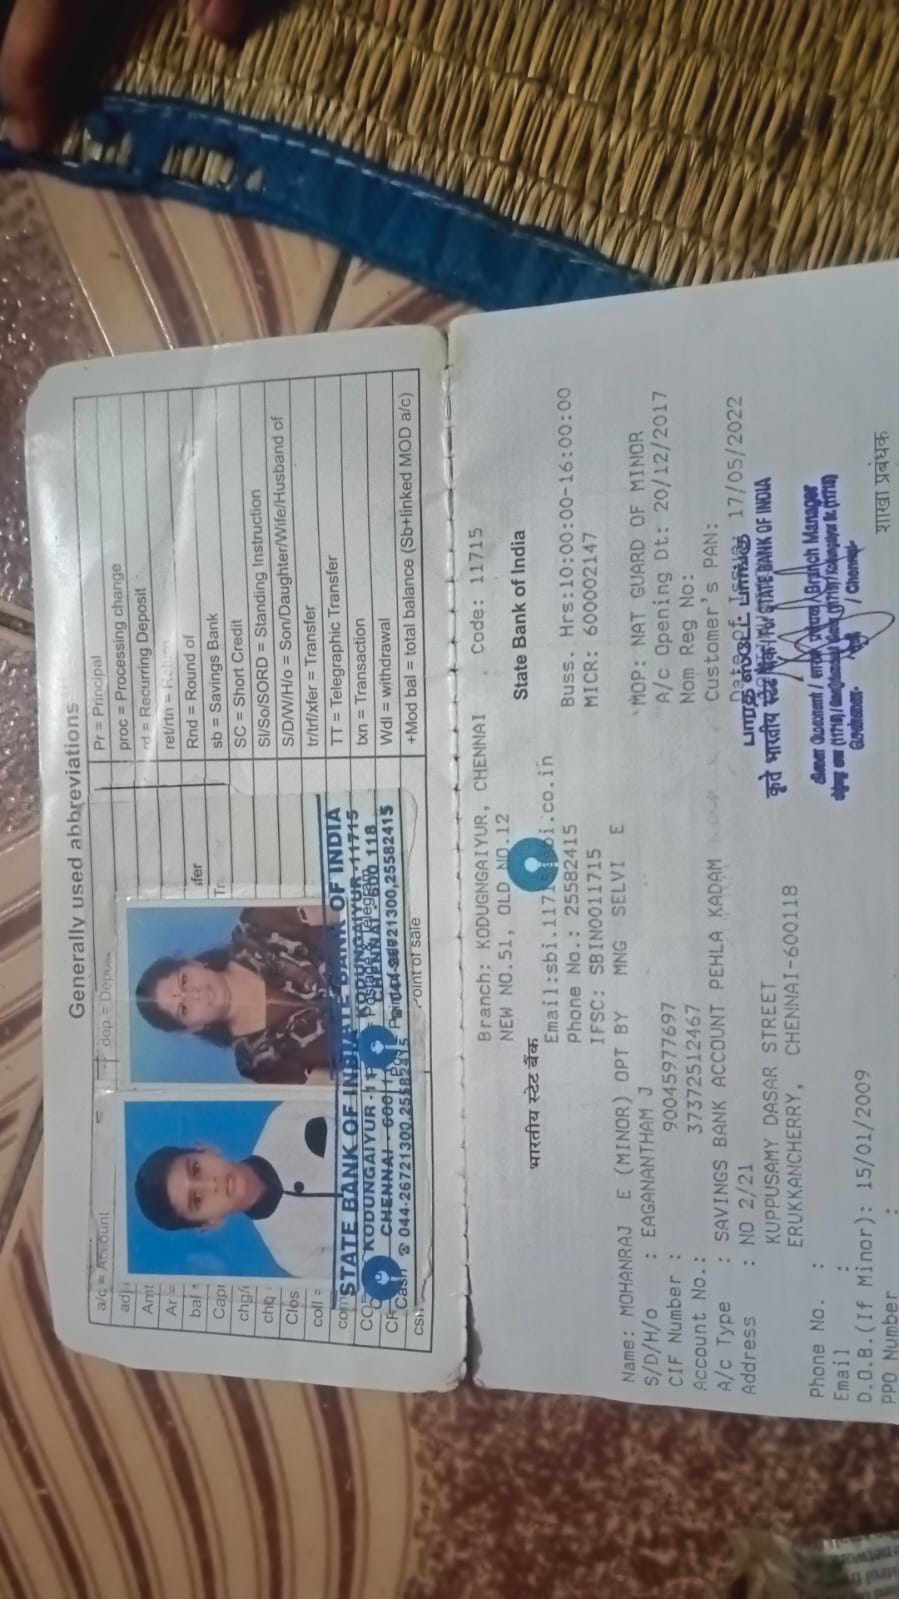 Generally used abbreviations
a/c = Account
dep. =
adj
Amt
Ar =
bal =
Capi
chg/
chq =
Clos
coll =
com
CO
CR
Cash
csh
sfer
Tr
Postage & Telegram
Point of sale
Pr = Principal
proc = Processing change
rd = Recurring Deposit
ret/rtn = Return
Rnd = Round of
sb = Savings Bank
SC = Short Credit
SI/So/SORD = Standing Instruction
S/D/W/H/o = Son/Daughter/Wife/Husband of
tr/trf/xfer = Transfer
TT = Telegraphic Transfer
txn = Transaction
Wdl = withdrawal
+Mod bal = total balance (Sb+linked MOD a/c)
STATE BANK OF INDIA
KODUNGAIYUR -11
CHENNAI - 600 11
☎ 044-26721300,25582415
STATE BANK OF INDIA
KODUNGAIYUR -11715
CHENNAI - 600 118
☎ 044-26721300,25582415
Branch: KODUGNGAIYUR, CHENNAI Code: 11715
NEW NO.51, OLD NO.12
भारतीय स्टेट बैंक State Bank of India
Email:sbi.11715@sbi.co.in
Phone No.: 25582415 Buss. Hrs:10:00:00-16:00:00
IFSC: SBIN0011715 MICR: 600002147
Name: MOHANRAJ E (MINOR) OPT BY MNG SELVI E
S/D/H/o : EAGANANTHAM J MOP: NAT GUARD OF MINOR
CIF Number : 90045977697 A/c Opening Dt: 20/12/2017
Account No.: 37372512467 Nom Reg No:
A/c Type : SAVINGS BANK ACCOUNT PEHLA KADAM Customer's PAN:
Address : NO 2/21 Date of Issue: 17/05/2022
KUPPUSAMY DASAR STREET
ERUKKANCHERRY, CHENNAI-600118
Phone No. :
Email :
D.O.B.(If Minor): 15/01/2009
PPO Number :
பாரத ஸ்டேட் பாங்கு
कृते भारतीय स्टेट बैंक / For STATE BANK OF INDIA
கிளை மேலாளர் / शाखा प्रबंधक / Branch Manager
(11715) / Kodungaiyur Br. (11715)
சென்னை- / Chennai-
शाखा प्रबंधक